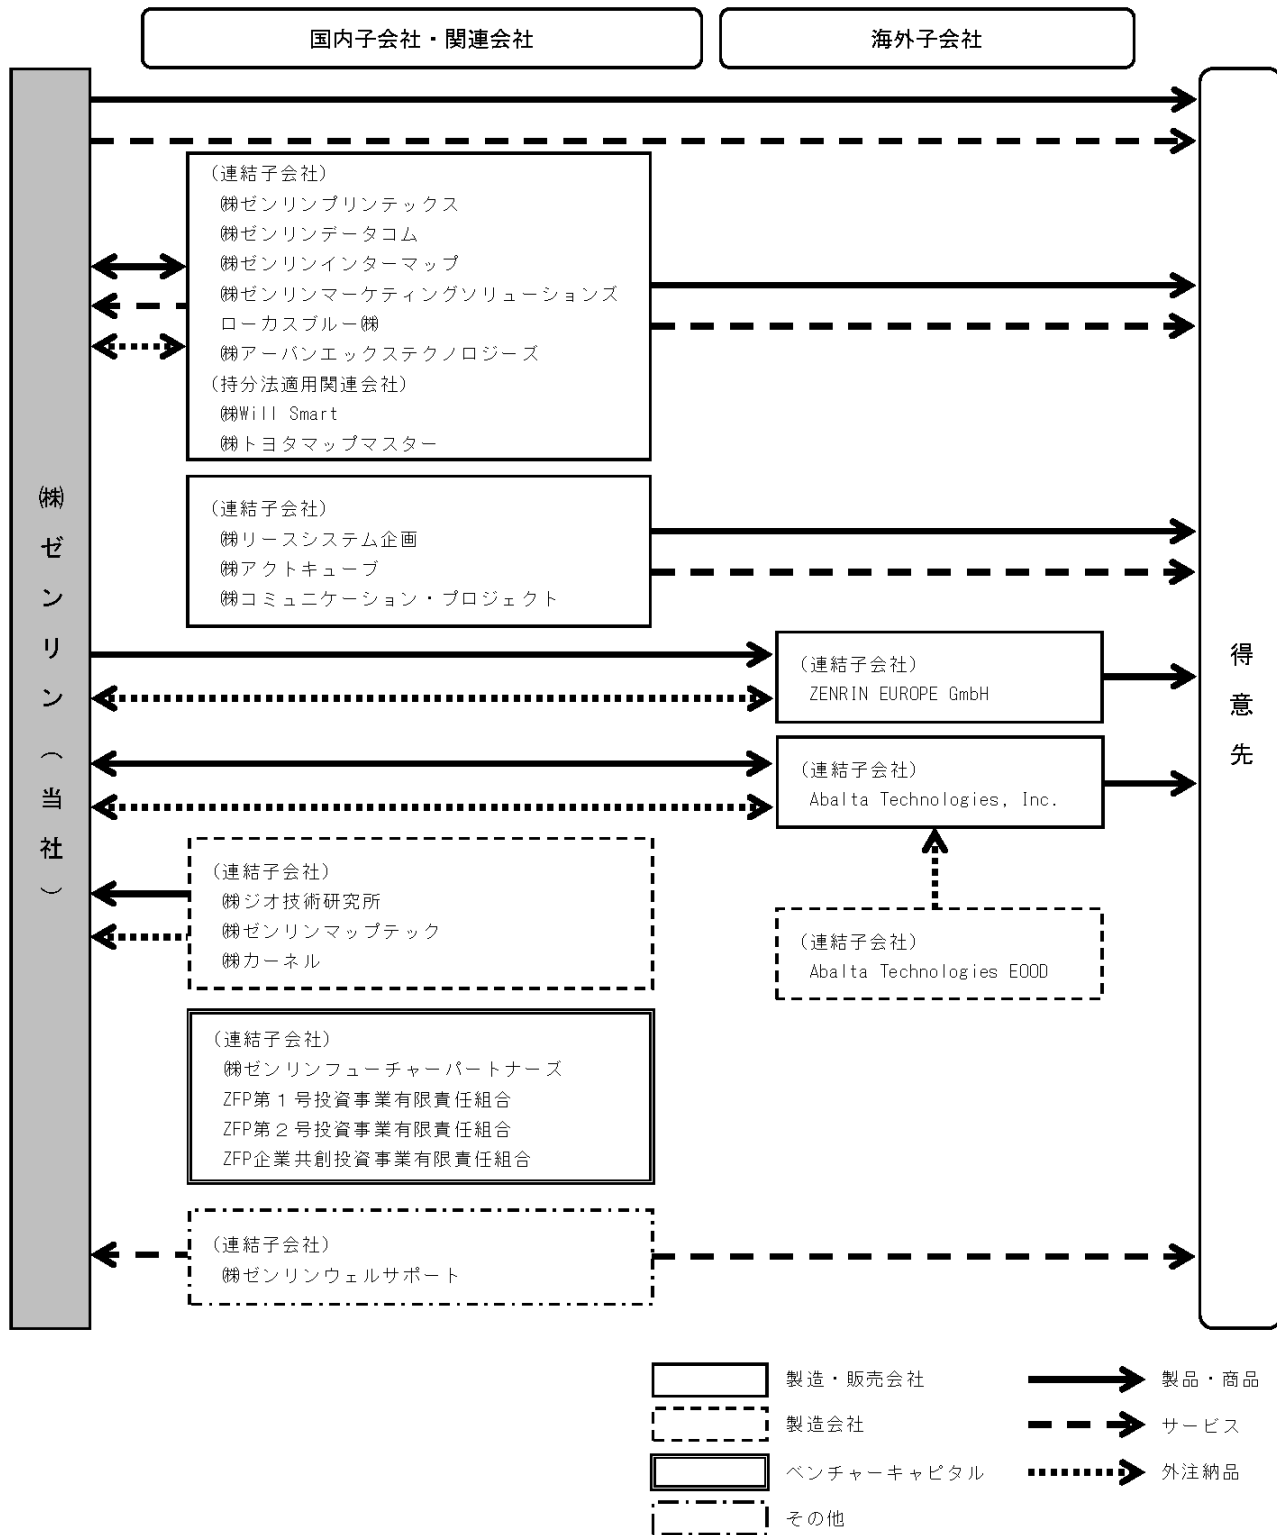 国内子会社・関連会社
海外子会社
㈱ゼンリン（当社）
(連結子会社)
㈱ゼンリンプリンテックス
㈱ゼンリンデータコム
㈱ゼンリンインターマップ
㈱ゼンリンマーケティングソリューションズ
ローカスブルー㈱
㈱アーバンエックステクノロジーズ
(持分法適用関連会社)
㈱Will Smart
㈱トヨタマップマスター
(連結子会社)
㈱リースシステム企画
㈱アクトキューブ
㈱コミュニケーション・プロジェクト
(連結子会社)
ZENRIN EUROPE GmbH
(連結子会社)
Abalta Technologies, Inc.
(連結子会社)
㈱ジオ技術研究所
㈱ゼンリンマップテック
㈱カーネル
(連結子会社)
Abalta Technologies EOOD
(連結子会社)
㈱ゼンリンフューチャーパートナーズ
ZFP第１号投資事業有限責任組合
ZFP第２号投資事業有限責任組合
ZFP企業共創投資事業有限責任組合
(連結子会社)
㈱ゼンリンウェルサポート
得意先
製造・販売会社
製品・商品
製造会社
サービス
ベンチャーキャピタル
外注納品
その他